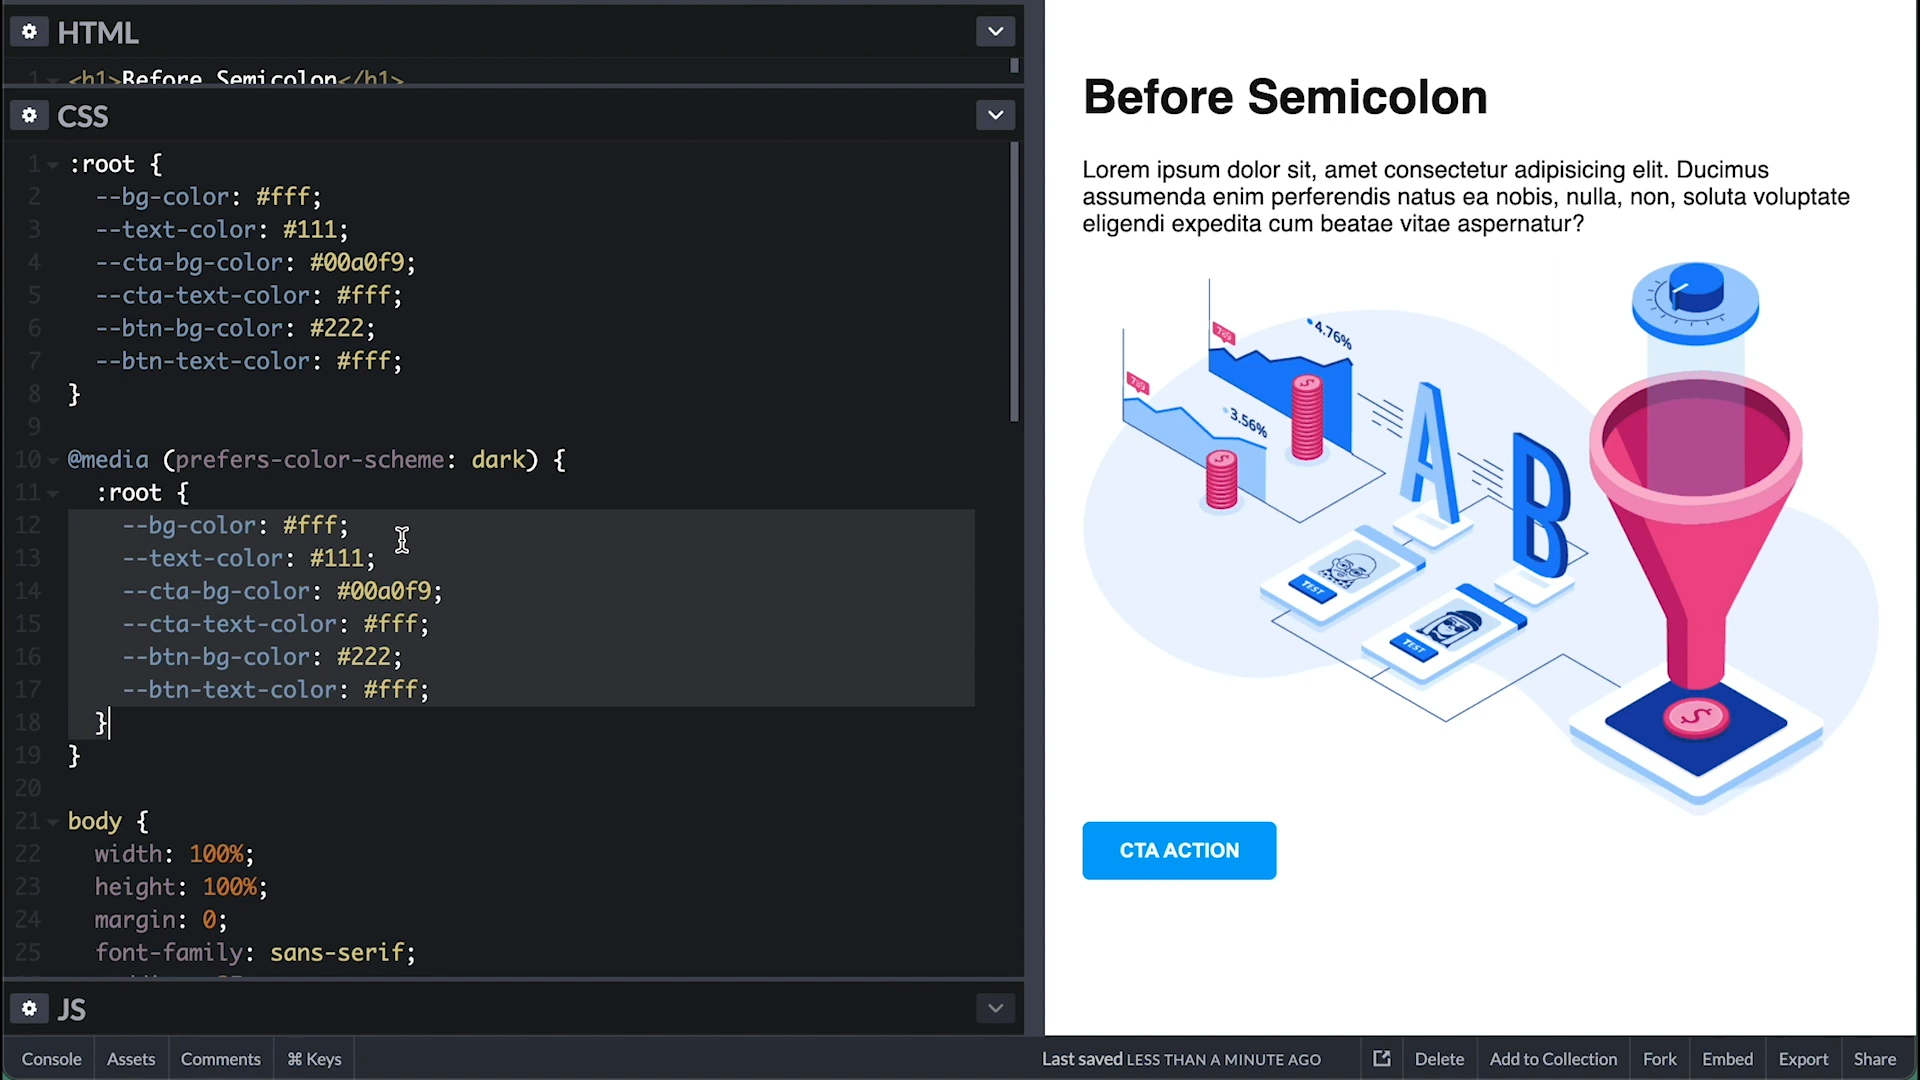 HTML
1 <h1>Before Semicolon</h1>
CSS
1 :root {
2 --bg-color: #fff;
3 --text-color: #111;
4 --cta-bg-color: #00a0f9;
5 --cta-text-color: #fff;
6 --btn-bg-color: #222;
7 --btn-text-color: #fff;
8 }
9
10 @media (prefers-color-scheme: dark) {
11 :root {
12 --bg-color: #fff;
13 --text-color: #111;
14 --cta-bg-color: #00a0f9;
15 --cta-text-color: #fff;
16 --btn-bg-color: #222;
17 --btn-text-color: #fff;
18 }
19 }
20
21 body {
22 width: 100%;
23 height: 100%;
24 margin: 0;
25 font-family: sans-serif;
JS
Before Semicolon
Lorem ipsum dolor sit, amet consectetur adipisicing elit. Ducimus
assumenda enim perferendis natus ea nobis, nulla, non, soluta voluptate
eligendi expedita cum beatae vitae aspernatur?
4.76%
789
789
3.56%
$
$
A
B
TEST
TEST
$
CTA ACTION
Console Assets Comments ⌘ Keys
Last saved LESS THAN A MINUTE AGO Delete Add to Collection Fork Embed Export Share